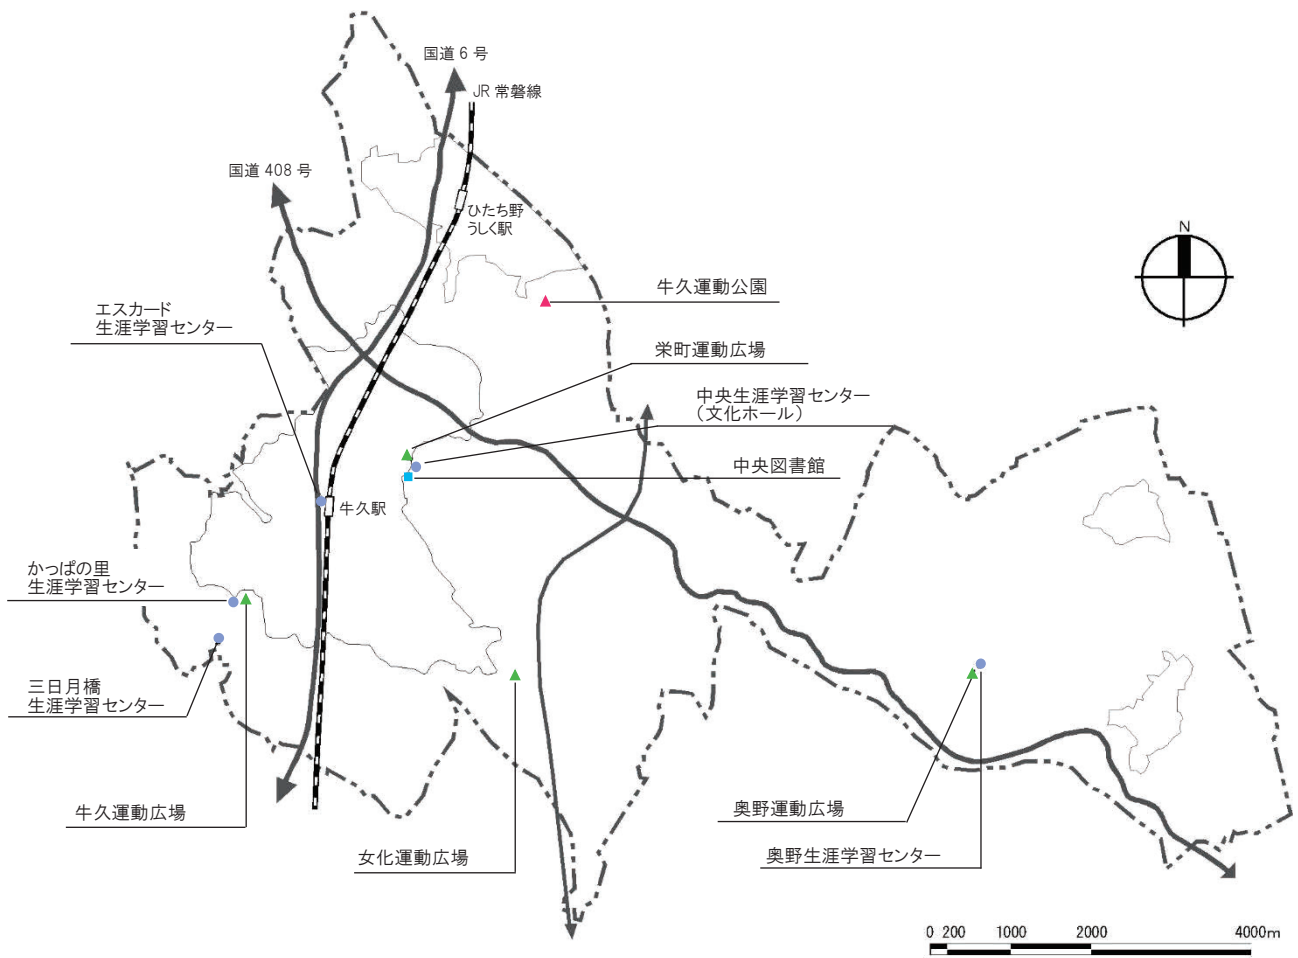 国道 6 号
JR 常磐線
国道 408 号
ひたち野
うしく駅
N
牛久運動公園
エスカード
生涯学習センター
栄町運動広場
中央生涯学習センター
（文化ホール）
中央図書館
牛久駅
かっぱの里
生涯学習センター
三日月橋
生涯学習センター
牛久運動広場
奥野運動広場
女化運動広場
奥野生涯学習センター
0 200 1000 2000 4000m